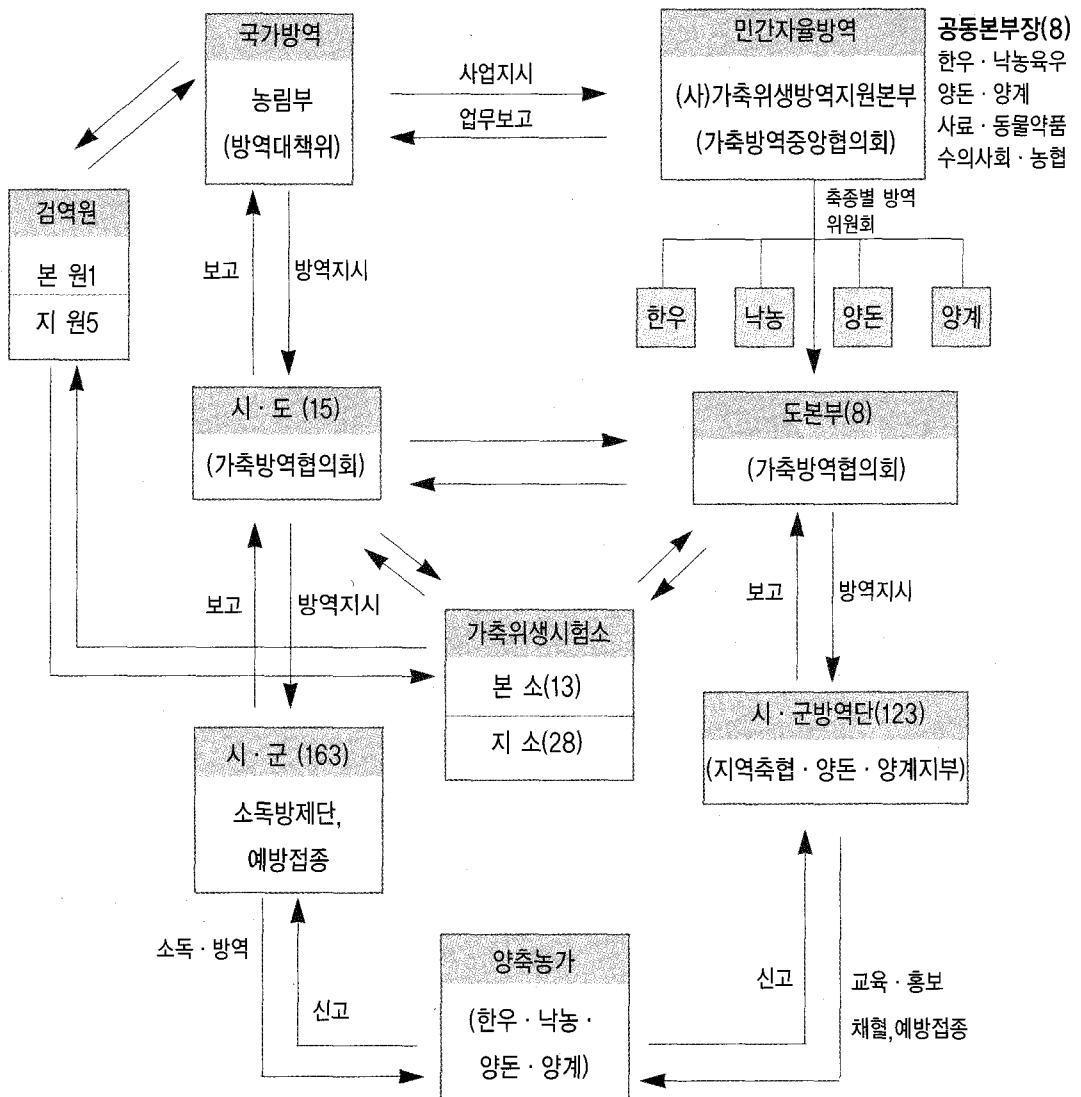 국가방역
농림부
(방역대책위)
사업지시
업무보고
민간자율방역
(사)가축위생방역지원본부
(가축방역중앙협의회)
공동본부장(8)
한우 · 낙농육우
양돈 · 양계
사료 · 동물약품
수의사회 · 농협
검역원
본 원1
지 원5
보고
방역지시
축종별 방역
위원회
한우
낙농
양돈
양계
시 · 도 (15)
(가축방역협의회)
도본부(8)
(가축방역협의회)
보고
방역지시
가축위생시험소
본 소(13)
지 소(28)
보고
방역지시
시 · 군 (163)
소독방제단,
예방접종
시 · 군방역단(123)
(지역축협 · 양돈 · 양계지부)
소독 · 방역
신고
양축농가
(한우 · 낙농 ·
양돈 · 양계)
신고
교육 · 홍보
채혈,예방접종